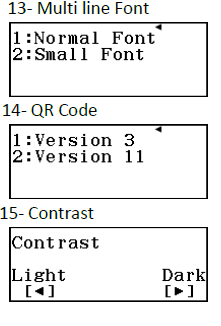 13- Multi line Font
1:Normal Font
2:Small Font
14- QR Code
1:Version 3
2:Version 11
15- Contrast
Contrast
Light Dark
[◄] [►]